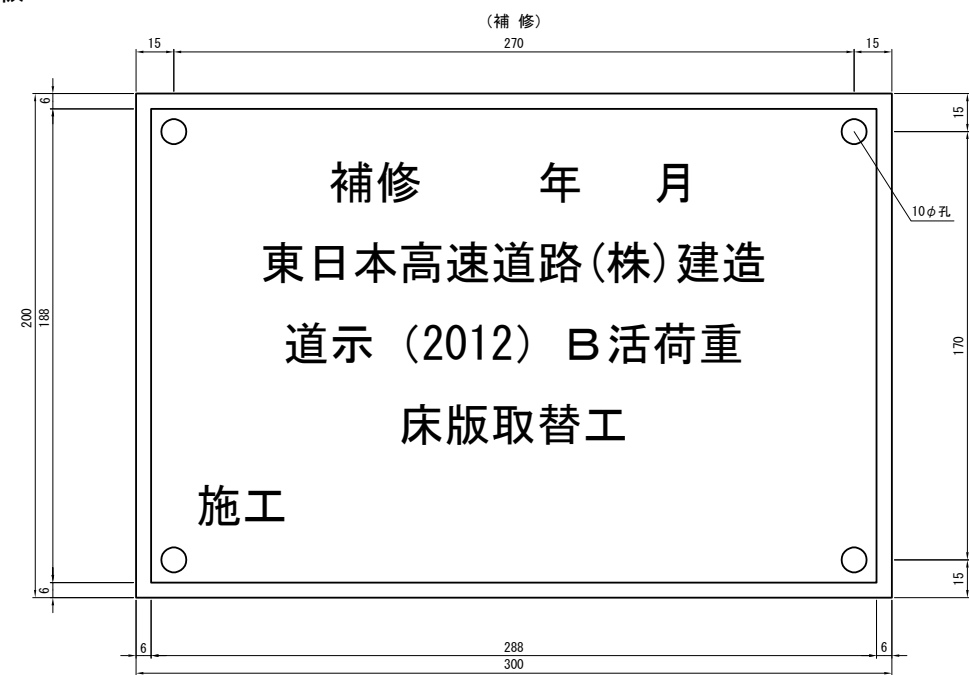 (補 修)
15 270 15
6
15
補修 年 月
10φ孔
東日本高速道路(株)建造
200
188
道示 (2012) B活荷重
170
床版取替工
施工
15
6
6 288 6
300